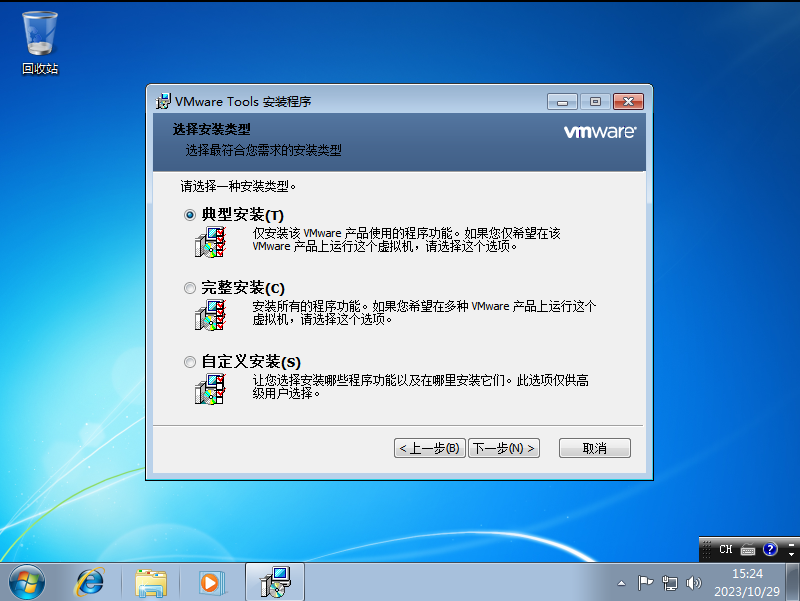 回收站
VMware Tools 安装程序
选择安装类型
vmware
选择最符合您需求的安装类型
请选择一种安装类型。
典型安装(T)
仅安装该 VMware 产品使用的程序功能。如果您仅希望在该
VMware 产品上运行这个虚拟机，请选择这个选项。
完整安装(C)
安装所有的程序功能。如果您希望在多种 VMware 产品上运行这个
虚拟机，请选择这个选项。
自定义安装(S)
让您选择安装哪些程序功能以及在哪里安装它们。此选项仅供高
级用户选择。
< 上一步(B) 下一步(N) > 取消
CH
15:24
2023/10/29